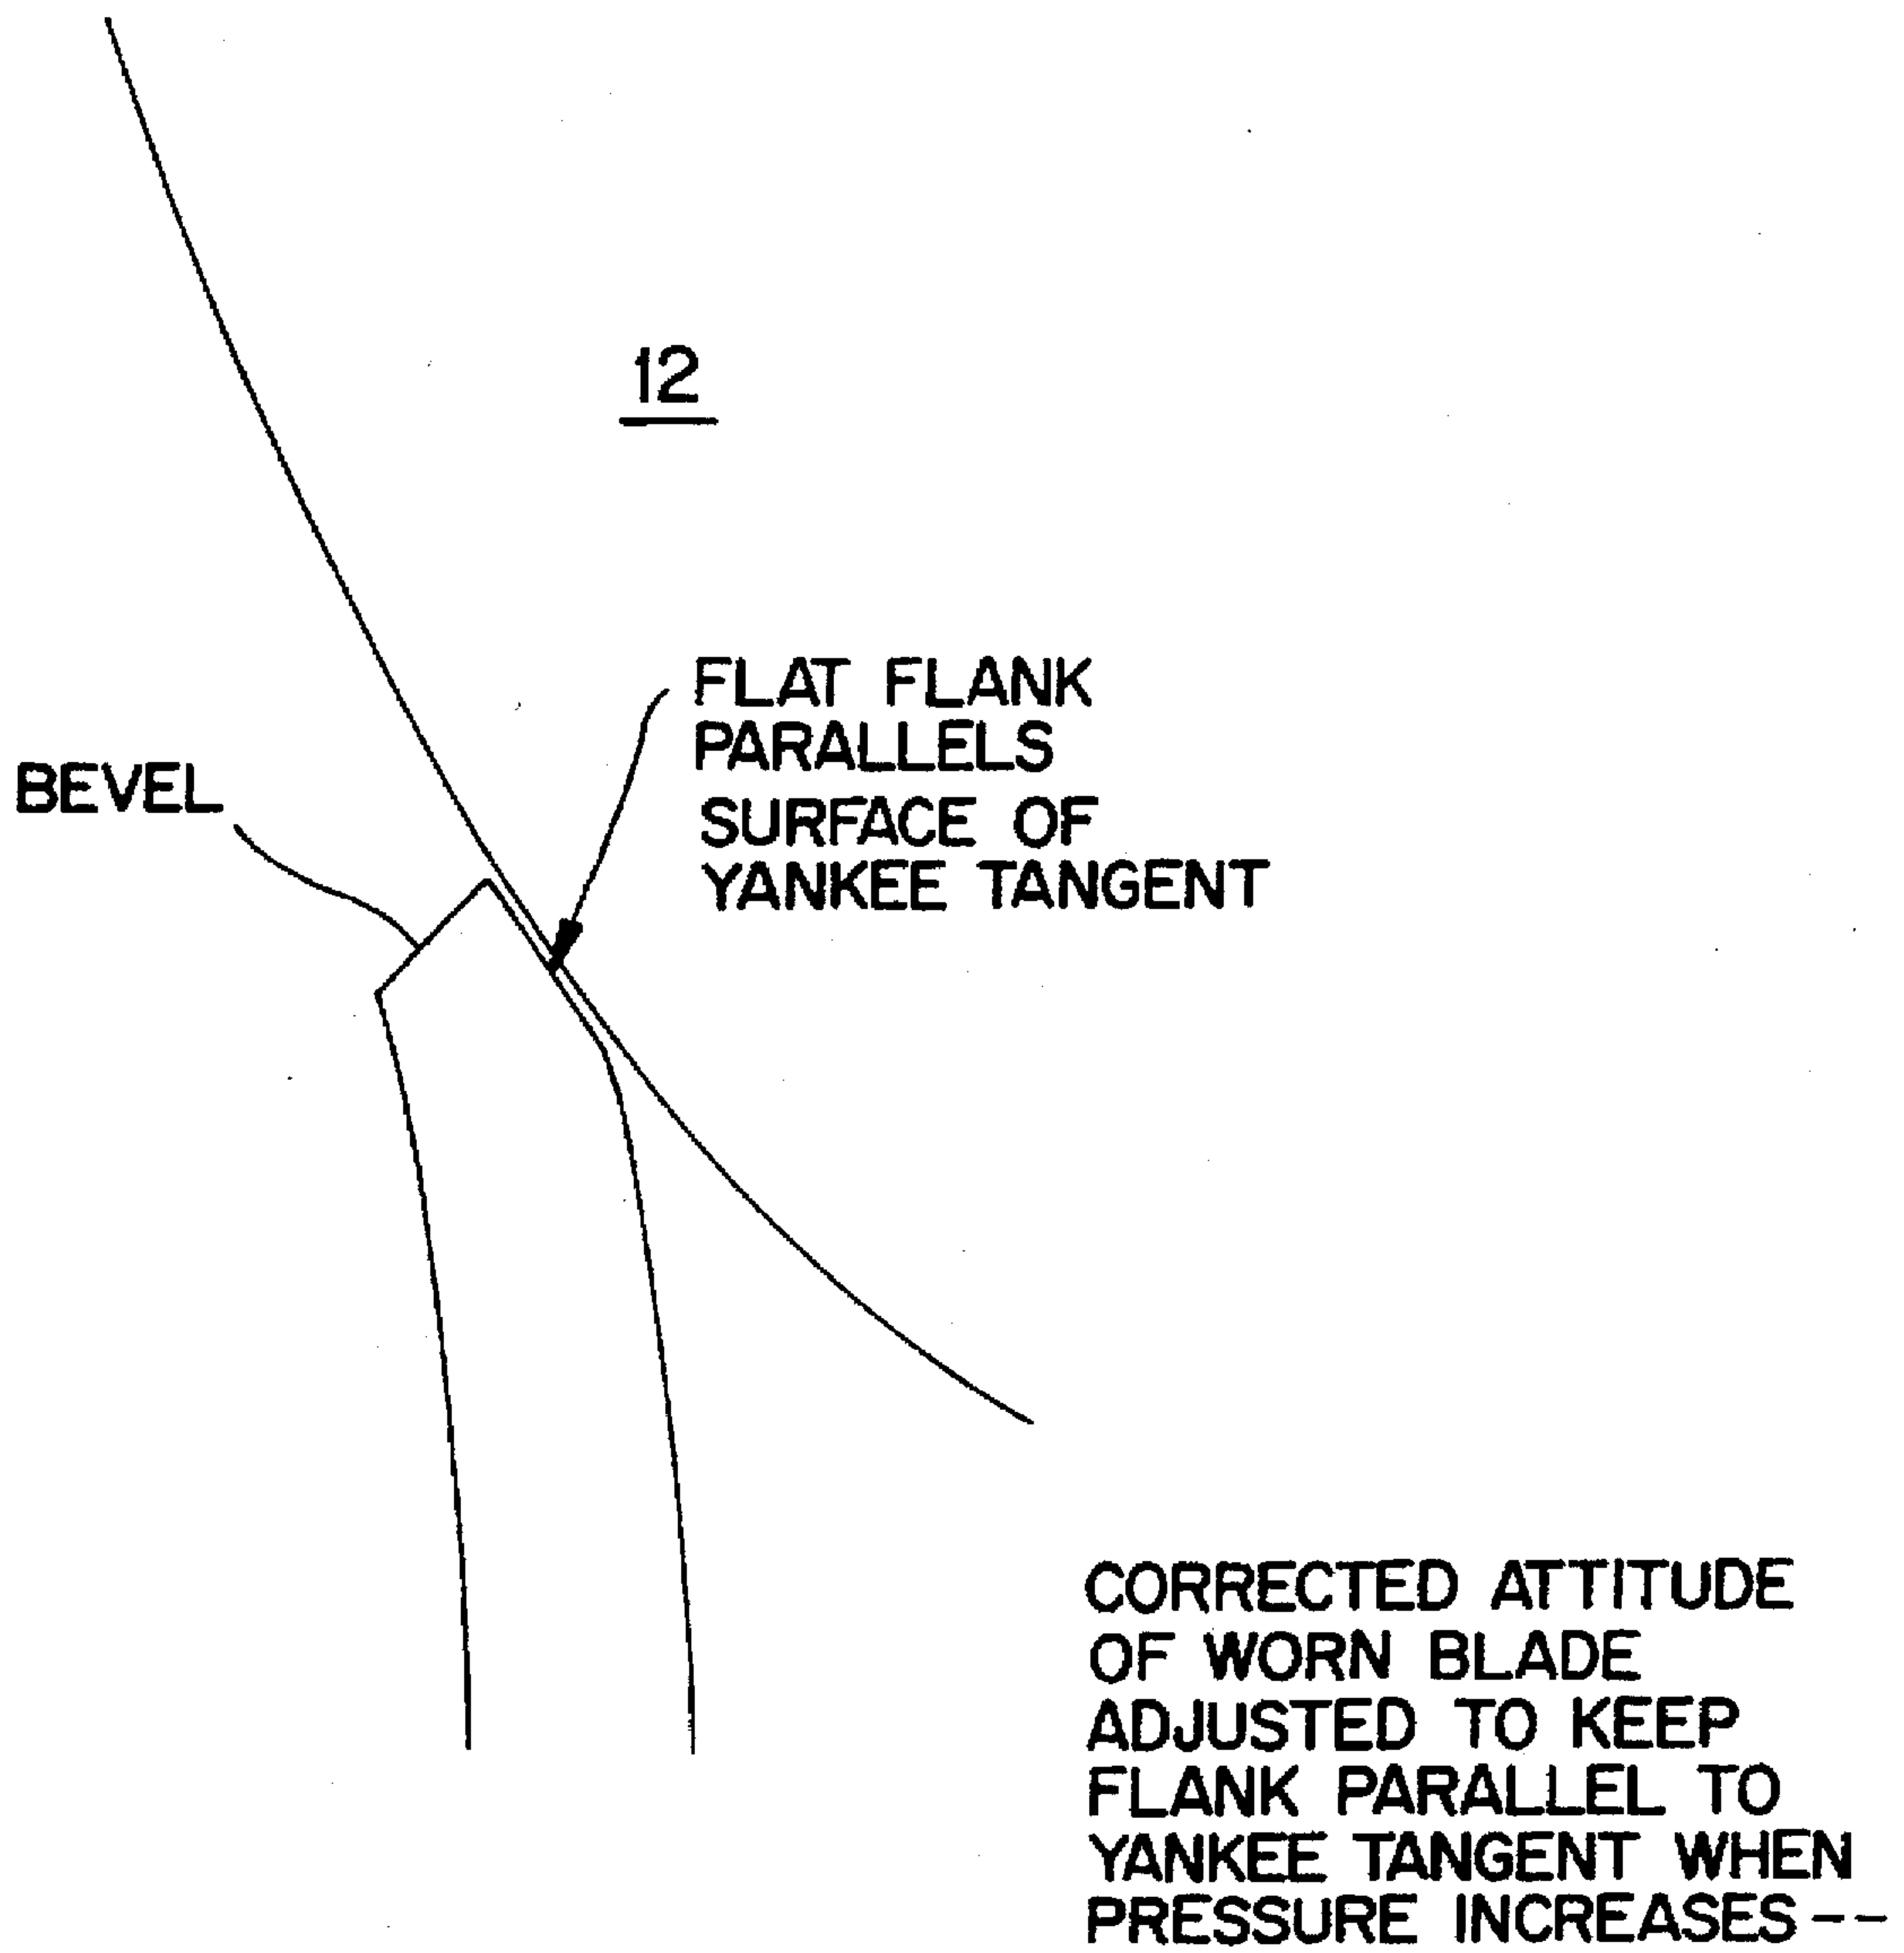 12
FLAT FLANK
PARALLELS
SURFACE OF
YANKEE TANGENT
BEVEL
CORRECTED ATTITUDE
OF WORN BLADE
ADJUSTED TO KEEP
FLANK PARALLEL TO
YANKEE TANGENT WHEN
PRESSURE INCREASES--